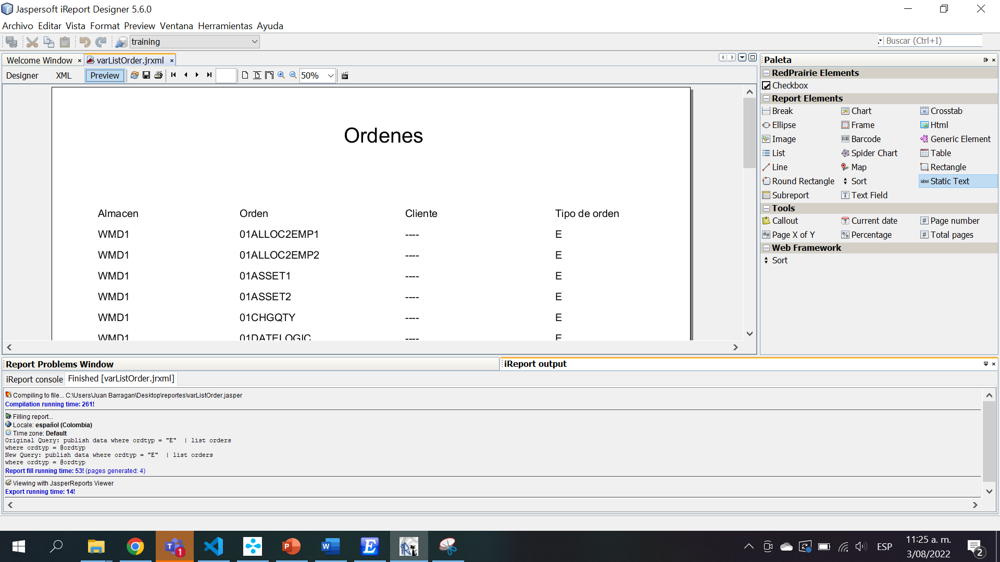 Jaspersoft iReport Designer 5.6.0
Archivo Editar Vista Format Preview Ventana Herramientas Ayuda
training
Buscar (Ctrl+I)
Welcome Window
varListOrder.jrxml
Designer XML Preview 50%
Ordenes
Almacen Orden Cliente Tipo de orden
WMD1 01ALLOC2EMP1 ---- E
WMD1 01ALLOC2EMP2 ---- E
WMD1 01ASSET1 ---- E
WMD1 01ASSET2 ---- E
WMD1 01CHGQTY ---- E
WMD1 01DATELOGIC ---- E
Paleta
RedPrairie Elements
Checkbox
Report Elements
Break Chart Crosstab
Ellipse Frame Html
Image Barcode Generic Element
List Spider Chart Table
Line Map Rectangle
Round Rectangle Sort Static Text
Subreport Text Field
Tools
Callout Current date Page number
Page X of Y Percentage Total pages
Web Framework
Sort
Report Problems Window
iReport output
iReport console Finished [varListOrder.jrxml]
Compiling to file... C:\Users\Juan Barragan\Desktop\reportes\varListOrder.jasper
Compilation running time: 261!
Filling report...
Locale: español (Colombia)
Time zone: Default
Original Query: publish data where ordtyp = "E"  | list orders
where ordtyp = @ordtyp
New Query: publish data where ordtyp = "E"  | list orders
where ordtyp = @ordtyp
Report fill running time: 53! (pages generated: 4)
Viewing with JasperReports Viewer
Export running time: 14!
ESP
11:25 a. m.
3/08/2022
2